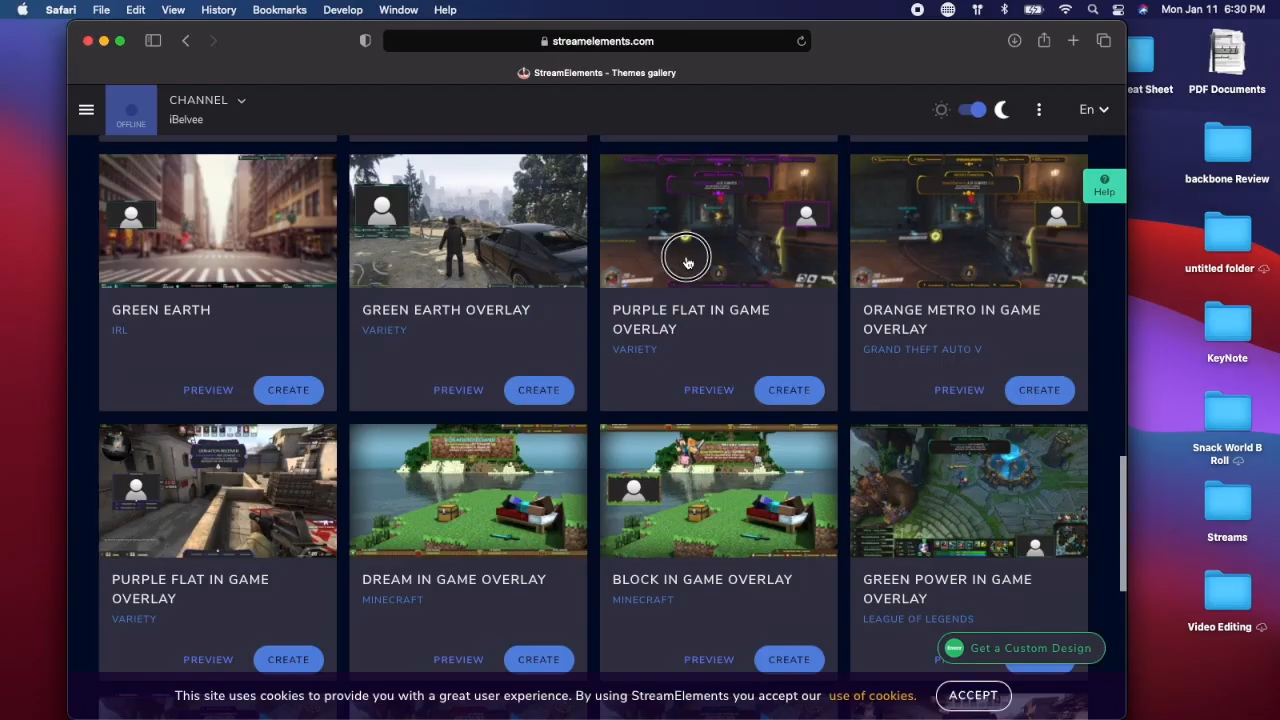 Safari File Edit View History Bookmarks Develop Window Help Mon Jan 11 6:30 PM
streamelements.com
StreamElements - Themes gallery
OFFLINE
CHANNEL
iBelvee
En
Help
GREEN EARTH
IRL
PREVIEW CREATE
GREEN EARTH OVERLAY
VARIETY
PREVIEW CREATE
PURPLE FLAT IN GAME
OVERLAY
VARIETY
PREVIEW CREATE
ORANGE METRO IN GAME
OVERLAY
GRAND THEFT AUTO V
PREVIEW CREATE
PURPLE FLAT IN GAME
OVERLAY
VARIETY
PREVIEW CREATE
DREAM IN GAME OVERLAY
MINECRAFT
PREVIEW CREATE
BLOCK IN GAME OVERLAY
MINECRAFT
PREVIEW CREATE
GREEN POWER IN GAME
OVERLAY
LEAGUE OF LEGENDS
fiverr Get a Custom Design
This site uses cookies to provide you with a great user experience. By using StreamElements you accept our use of cookies. ACCEPT
eat Sheet
PDF Documents
backbone Review
untitled folder
KeyNote
Snack World B
Roll
Streams
Video Editing